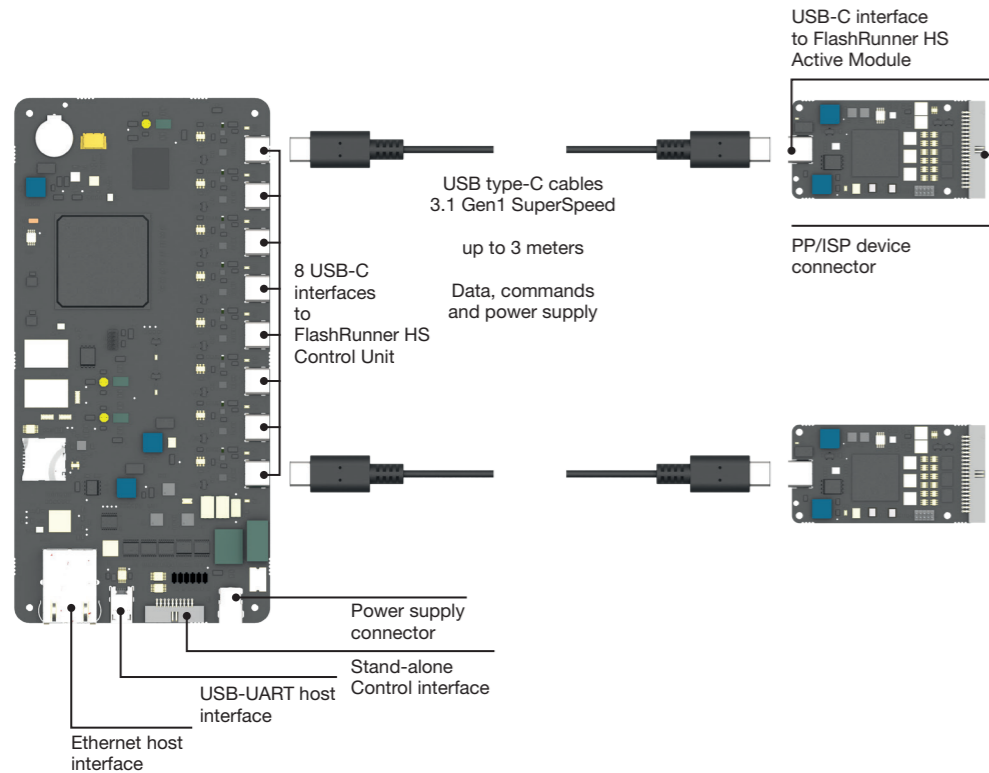 USB-C interface
to FlashRunner HS
Active Module
USB type-C cables
3.1 Gen1 SuperSpeed
up to 3 meters
Data, commands
and power supply
8 USB-C
interfaces
to
FlashRunner HS
Control Unit
PP/ISP device
connector
Power supply
connector
Stand-alone
Control interface
USB-UART host
interface
Ethernet host
interface